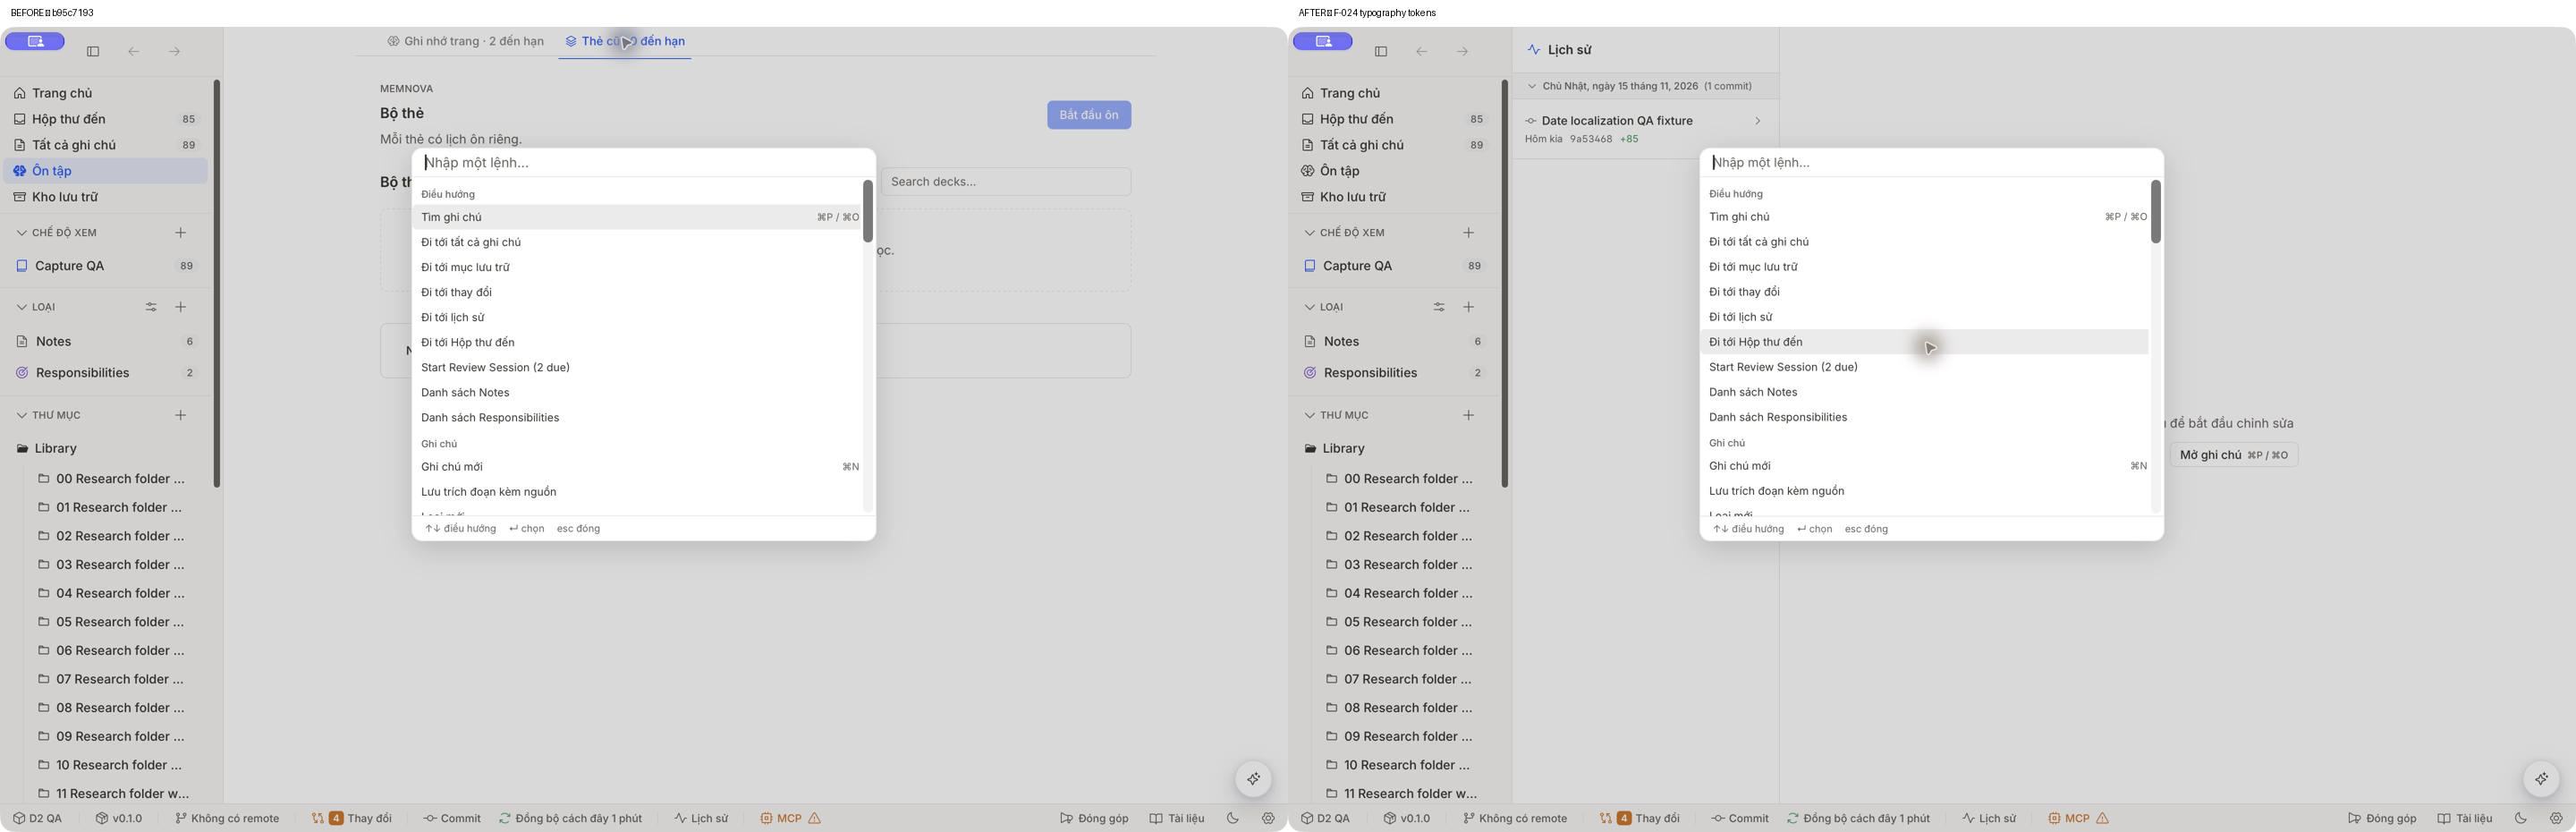 BEFORE b95c7193
Ghi nhớ trang · 2 đến hạn
Thẻ cũ 0 đến hạn
Trang chủ
Hộp thư đến 85
Tất cả ghi chú 89
Ôn tập
Kho lưu trữ
CHẾ ĐỘ XEM
Capture QA 89
LOẠI
Notes 6
Responsibilities 2
THƯ MỤC
Library
00 Research folder ...
01 Research folder ...
02 Research folder ...
03 Research folder ...
04 Research folder ...
05 Research folder ...
06 Research folder ...
07 Research folder ...
08 Research folder ...
09 Research folder ...
10 Research folder ...
11 Research folder w...
MEMNOVA
Bộ thẻ
Bắt đầu ôn
Mỗi thẻ có lịch ôn riêng.
Search decks...
Nhập một lệnh...
Điều hướng
Tìm ghi chú ⌘P / ⌘O
Đi tới tất cả ghi chú
Đi tới mục lưu trữ
Đi tới thay đổi
Đi tới lịch sử
Đi tới Hộp thư đến
Start Review Session (2 due)
Danh sách Notes
Danh sách Responsibilities
Ghi chú
Ghi chú mới ⌘N
Lưu trích đoạn kèm nguồn
Loại mới
↑↓ điều hướng ↵ chọn esc đóng
D2 QA v0.1.0 Không có remote 4 Thay đổi Commit Đồng bộ cách đây 1 phút Lịch sử MCP Đóng góp Tài liệu
AFTER F-024 typography tokens
Trang chủ
Hộp thư đến 85
Tất cả ghi chú 89
Ôn tập
Kho lưu trữ
CHẾ ĐỘ XEM
Capture QA 89
LOẠI
Notes 6
Responsibilities 2
THƯ MỤC
Library
00 Research folder ...
01 Research folder ...
02 Research folder ...
03 Research folder ...
04 Research folder ...
05 Research folder ...
06 Research folder ...
07 Research folder ...
08 Research folder ...
09 Research folder ...
10 Research folder ...
11 Research folder w...
Lịch sử
Chủ Nhật, ngày 15 tháng 11, 2026 (1 commit)
Date localization QA fixture
Hôm kia 9a53468 +85
Nhập một lệnh...
Điều hướng
Tìm ghi chú ⌘P / ⌘O
Đi tới tất cả ghi chú
Đi tới mục lưu trữ
Đi tới thay đổi
Đi tới lịch sử
Đi tới Hộp thư đến
Start Review Session (2 due)
Danh sách Notes
Danh sách Responsibilities
Ghi chú
Ghi chú mới ⌘N
Lưu trích đoạn kèm nguồn
Loại mới
↑↓ điều hướng ↵ chọn esc đóng
để bắt đầu chỉnh sửa
Mở ghi chú ⌘P / ⌘O
D2 QA v0.1.0 Không có remote 4 Thay đổi Commit Đồng bộ cách đây 1 phút Lịch sử MCP Đóng góp Tài liệu